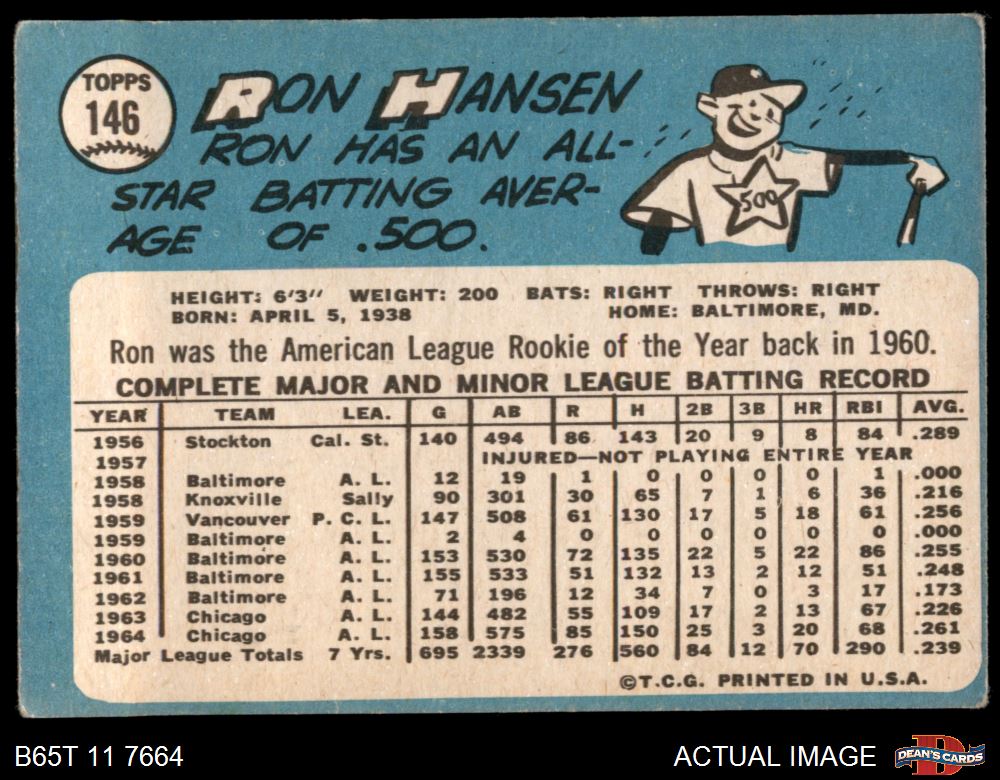 TOPPS
146
RON HANSEN
RON HAS AN ALL-
STAR BATTING AVER-
AGE OF .500.
.500
HEIGHT: 6'3" WEIGHT: 200 BATS: RIGHT THROWS: RIGHT
BORN: APRIL 5, 1938 HOME: BALTIMORE, MD.
Ron was the American League Rookie of the Year back in 1960.
COMPLETE MAJOR AND MINOR LEAGUE BATTING RECORD
YEAR TEAM LEA. G AB R H 2B 3B HR RBI AVG.
1956 Stockton Cal. St. 140 494 86 143 20 9 8 84 .289
1957 INJURED—NOT PLAYING ENTIRE YEAR
1958 Baltimore A. L. 12 19 1 0 0 0 0 1 .000
1958 Knoxville Sally 90 301 30 65 7 1 6 36 .216
1959 Vancouver P. C. L. 147 508 61 130 17 5 18 61 .256
1959 Baltimore A. L. 2 4 0 0 0 0 0 0 .000
1960 Baltimore A. L. 153 530 72 135 22 5 22 86 .255
1961 Baltimore A. L. 155 533 51 132 13 2 12 51 .248
1962 Baltimore A. L. 71 196 12 34 7 0 3 17 .173
1963 Chicago A. L. 144 482 55 109 17 2 13 67 .226
1964 Chicago A. L. 158 575 85 150 25 3 20 68 .261
Major League Totals 7 Yrs. 695 2339 276 560 84 12 70 290 .239
©T.C.G. PRINTED IN U.S.A.
B65T 11 7664 ACTUAL IMAGE
D
DEAN'S CARDS